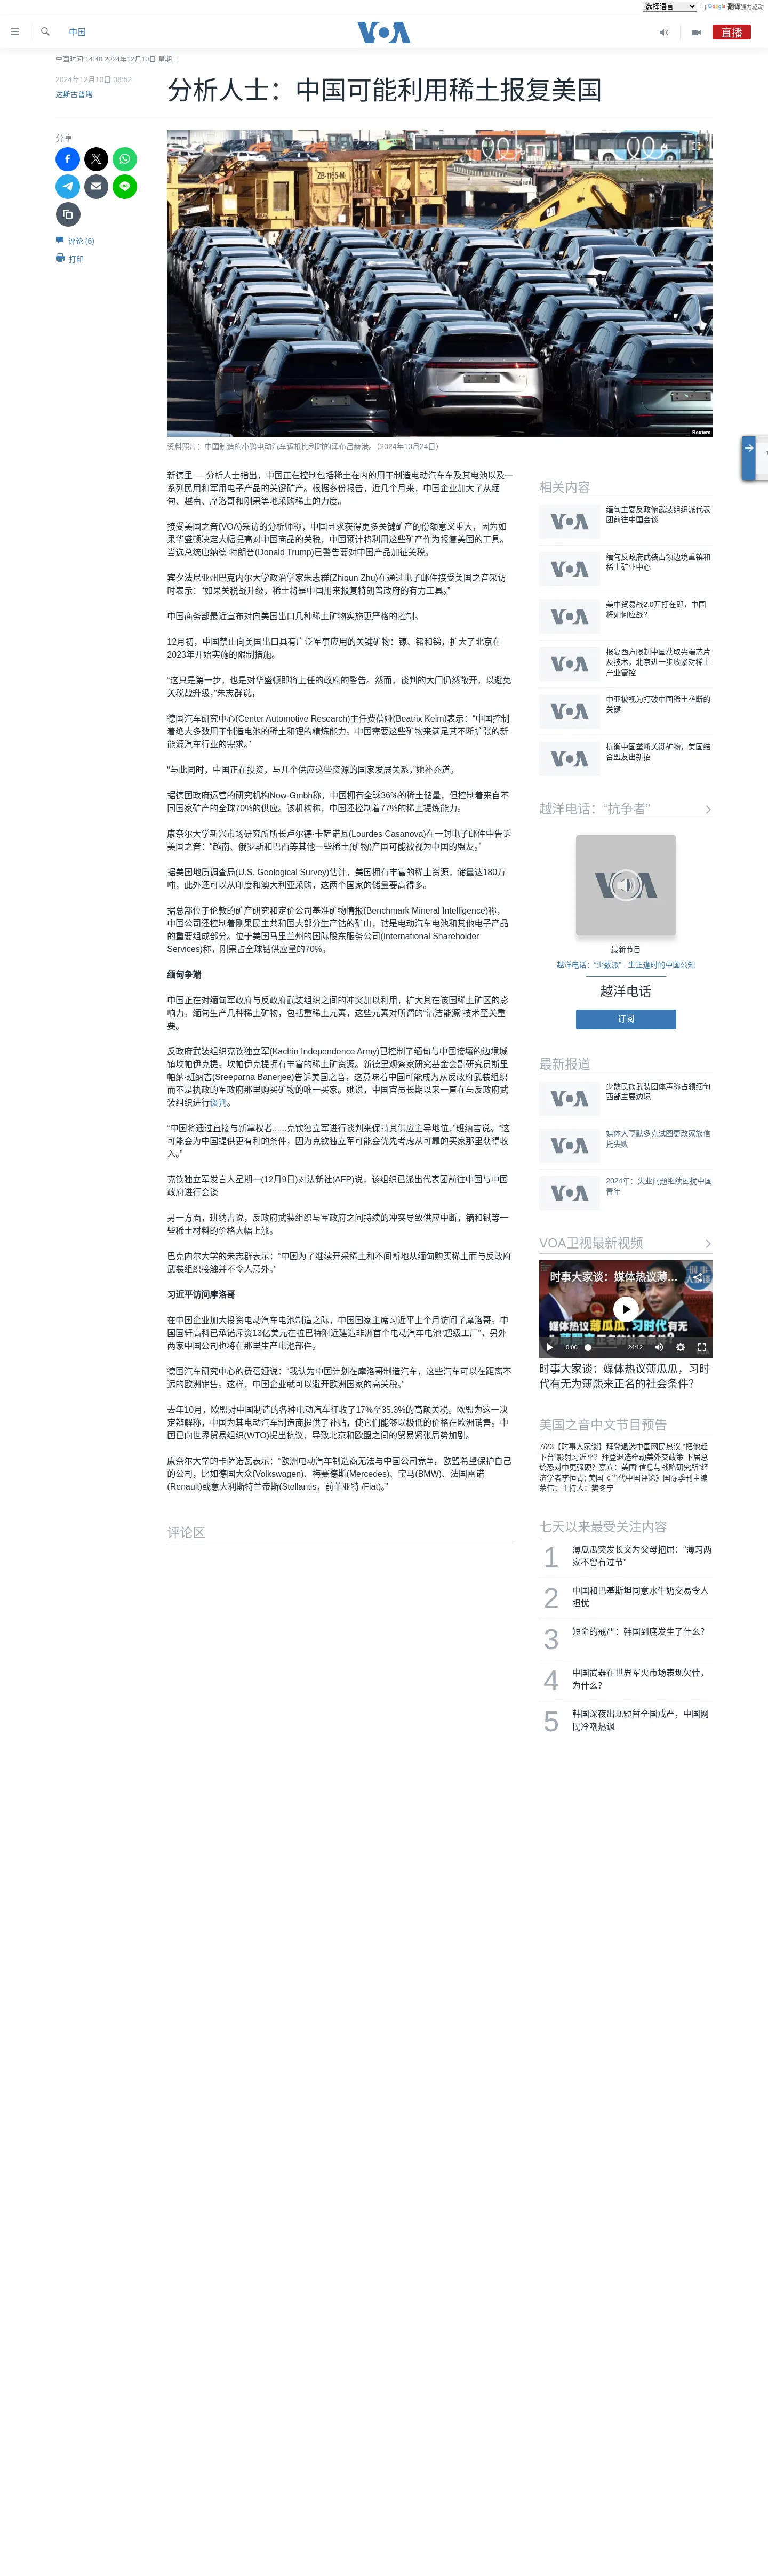 选择语言 由 Google 翻译强力驱动
中国
VOA
直播
中国时间 14:40 2024年12月10日 星期二
2024年12月10日 08:52
达斯古普塔
分析人士：中国可能利用稀土报复美国
分享
评论 (6)
打印
ZB-1165-M
Reuters
资料照片：中国制造的小鹏电动汽车运抵比利时的泽布吕赫港。（2024年10月24日）
新德里 — 分析人士指出，中国正在控制包括稀土在内的用于制造电动汽车车及其电池以及一
系列民用和军用电子产品的关键矿产。根据多份报告，近几个月来，中国企业加大了从缅
甸、越南、摩洛哥和刚果等地采购稀土的力度。
接受美国之音(VOA)采访的分析师称，中国寻求获得更多关键矿产的份额意义重大，因为如
果华盛顿决定大幅提高对中国商品的关税，中国预计将利用这些矿产作为报复美国的工具。
当选总统唐纳德·特朗普(Donald Trump)已警告要对中国产品加征关税。
宾夕法尼亚州巴克内尔大学政治学家朱志群(Zhiqun Zhu)在通过电子邮件接受美国之音采访
时表示：“如果关税战升级，稀土将是中国用来报复特朗普政府的有力工具。”
中国商务部最近宣布对向美国出口几种稀土矿物实施更严格的控制。
12月初，中国禁止向美国出口具有广泛军事应用的关键矿物：镓、锗和锑，扩大了北京在
2023年开始实施的限制措施。
“这只是第一步，也是对华盛顿即将上任的政府的警告。然而，谈判的大门仍然敞开，以避免
关税战升级，”朱志群说。
德国汽车研究中心(Center Automotive Research)主任费蓓娅(Beatrix Keim)表示：“中国控制
着绝大多数用于制造电池的稀土和锂的精炼能力。中国需要这些矿物来满足其不断扩张的新
能源汽车行业的需求。”
“与此同时，中国正在投资，与几个供应这些资源的国家发展关系，”她补充道。
据德国政府运营的研究机构Now-Gmbh称，中国拥有全球36%的稀土储量，但控制着来自不
同国家矿产的全球70%的供应。该机构称，中国还控制着77%的稀土提炼能力。
康奈尔大学新兴市场研究所所长卢尔德·卡萨诺瓦(Lourdes Casanova)在一封电子邮件中告诉
美国之音：“越南、俄罗斯和巴西等其他一些稀土(矿物)产国可能被视为中国的盟友。”
据美国地质调查局(U.S. Geological Survey)估计，美国拥有丰富的稀土资源，储量达180万
吨，此外还可以从印度和澳大利亚采购，这两个国家的储量要高得多。
据总部位于伦敦的矿产研究和定价公司基准矿物情报(Benchmark Mineral Intelligence)称，
中国公司还控制着刚果民主共和国大部分生产钴的矿山，钴是电动汽车电池和其他电子产品
的重要组成部分。位于美国马里兰州的国际股东服务公司(International Shareholder
Services)称，刚果占全球钴供应量的70%。
缅甸争端
中国正在对缅甸军政府与反政府武装组织之间的冲突加以利用，扩大其在该国稀土矿区的影
响力。缅甸生产几种稀土矿物，包括重稀土元素，这些元素对所谓的“清洁能源”技术至关重
要。
反政府武装组织克钦独立军(Kachin Independence Army)已控制了缅甸与中国接壤的边境城
镇坎帕伊克提。坎帕伊克提拥有丰富的稀土矿资源。新德里观察家研究基金会副研究员斯里
帕纳·班纳吉(Sreeparna Banerjee)告诉美国之音，这意味着中国可能成为从反政府武装组织
而不是执政的军政府那里购买矿物的唯一买家。她说，中国官员长期以来一直在与反政府武
装组织进行谈判。
“中国将通过直接与新掌权者......克钦独立军进行谈判来保持其供应主导地位，”班纳吉说。“这
可能会为中国提供更有利的条件，因为克钦独立军可能会优先考虑从可靠的买家那里获得收
入。”
克钦独立军发言人星期一(12月9日)对法新社(AFP)说，该组织已派出代表团前往中国与中国
政府进行会谈
另一方面，班纳吉说，反政府武装组织与军政府之间持续的冲突导致供应中断，镝和铽等一
些稀土材料的价格大幅上涨。
巴克内尔大学的朱志群表示：“中国为了继续开采稀土和不间断地从缅甸购买稀土而与反政府
武装组织接触并不令人意外。”
习近平访问摩洛哥
在中国企业加大投资电动汽车电池制造之际，中国国家主席习近平上个月访问了摩洛哥。中
国国轩高科已承诺斥资13亿美元在拉巴特附近建造非洲首个电动汽车电池“超级工厂”，另外
两家中国公司也将在那里生产电池部件。
德国汽车研究中心的费蓓娅说：“我认为中国计划在摩洛哥制造汽车，这些汽车可以在距离不
远的欧洲销售。这样，中国企业就可以避开欧洲国家的高关税。”
去年10月，欧盟对中国制造的各种电动汽车征收了17%至35.3%的高额关税。欧盟为这一决
定辩解称，中国为其电动汽车制造商提供了补贴，使它们能够以极低的价格在欧洲销售。中
国已向世界贸易组织(WTO)提出抗议，导致北京和欧盟之间的贸易紧张局势加剧。
康奈尔大学的卡萨诺瓦表示：“欧洲电动汽车制造商无法与中国公司竞争。欧盟希望保护自己
的公司，比如德国大众(Volkswagen)、梅赛德斯(Mercedes)、宝马(BMW)、法国雷诺
(Renault)或意大利斯特兰帝斯(Stellantis，前菲亚特 /Fiat)。”
评论区
相关内容
缅甸主要反政俯武装组织派代表
团前往中国会谈
缅甸反政府武装占领边境重镇和
稀土矿业中心
美中贸易战2.0开打在即，中国
将如何应战?
报复西方限制中国获取尖端芯片
及技术，北京进一步收紧对稀土
产业管控
中亚被视为打破中国稀土垄断的
关键
抗衡中国垄断关键矿物，美国结
合盟友出新招
越洋电话：“抗争者”
最新节目
越洋电话：“少数派” - 生正逢时的中国公知
越洋电话
订阅
最新报道
少数民族武装团体声称占领缅甸
西部主要边境
媒体大亨默多克试图更改家族信
托失败
2024年：失业问题继续困扰中国
青年
VOA卫视最新视频
时事大家谈：媒体热议薄...
媒体热议薄瓜瓜，习时代有无
0:00 24:12
时事大家谈：媒体热议薄瓜瓜，习时
代有无为薄熙来正名的社会条件？
美国之音中文节目预告
7/23【时事大家谈】拜登退选中国网民热议 “把他赶
下台”影射习近平？拜登退选牵动美外交政策 下届总
统恐对中更强硬？嘉宾：美国“信息与战略研究所”经
济学者李恒青; 美国《当代中国评论》国际季刊主编
荣伟；主持人：樊冬宁
七天以来最受关注内容
1 薄瓜瓜突发长文为父母抱屈：“薄习两
家不曾有过节”
2 中国和巴基斯坦同意水牛奶交易令人
担忧
3 短命的戒严：韩国到底发生了什么？
4 中国武器在世界军火市场表现欠佳，
为什么？
5 韩国深夜出现短暂全国戒严，中国网
民冷嘲热讽